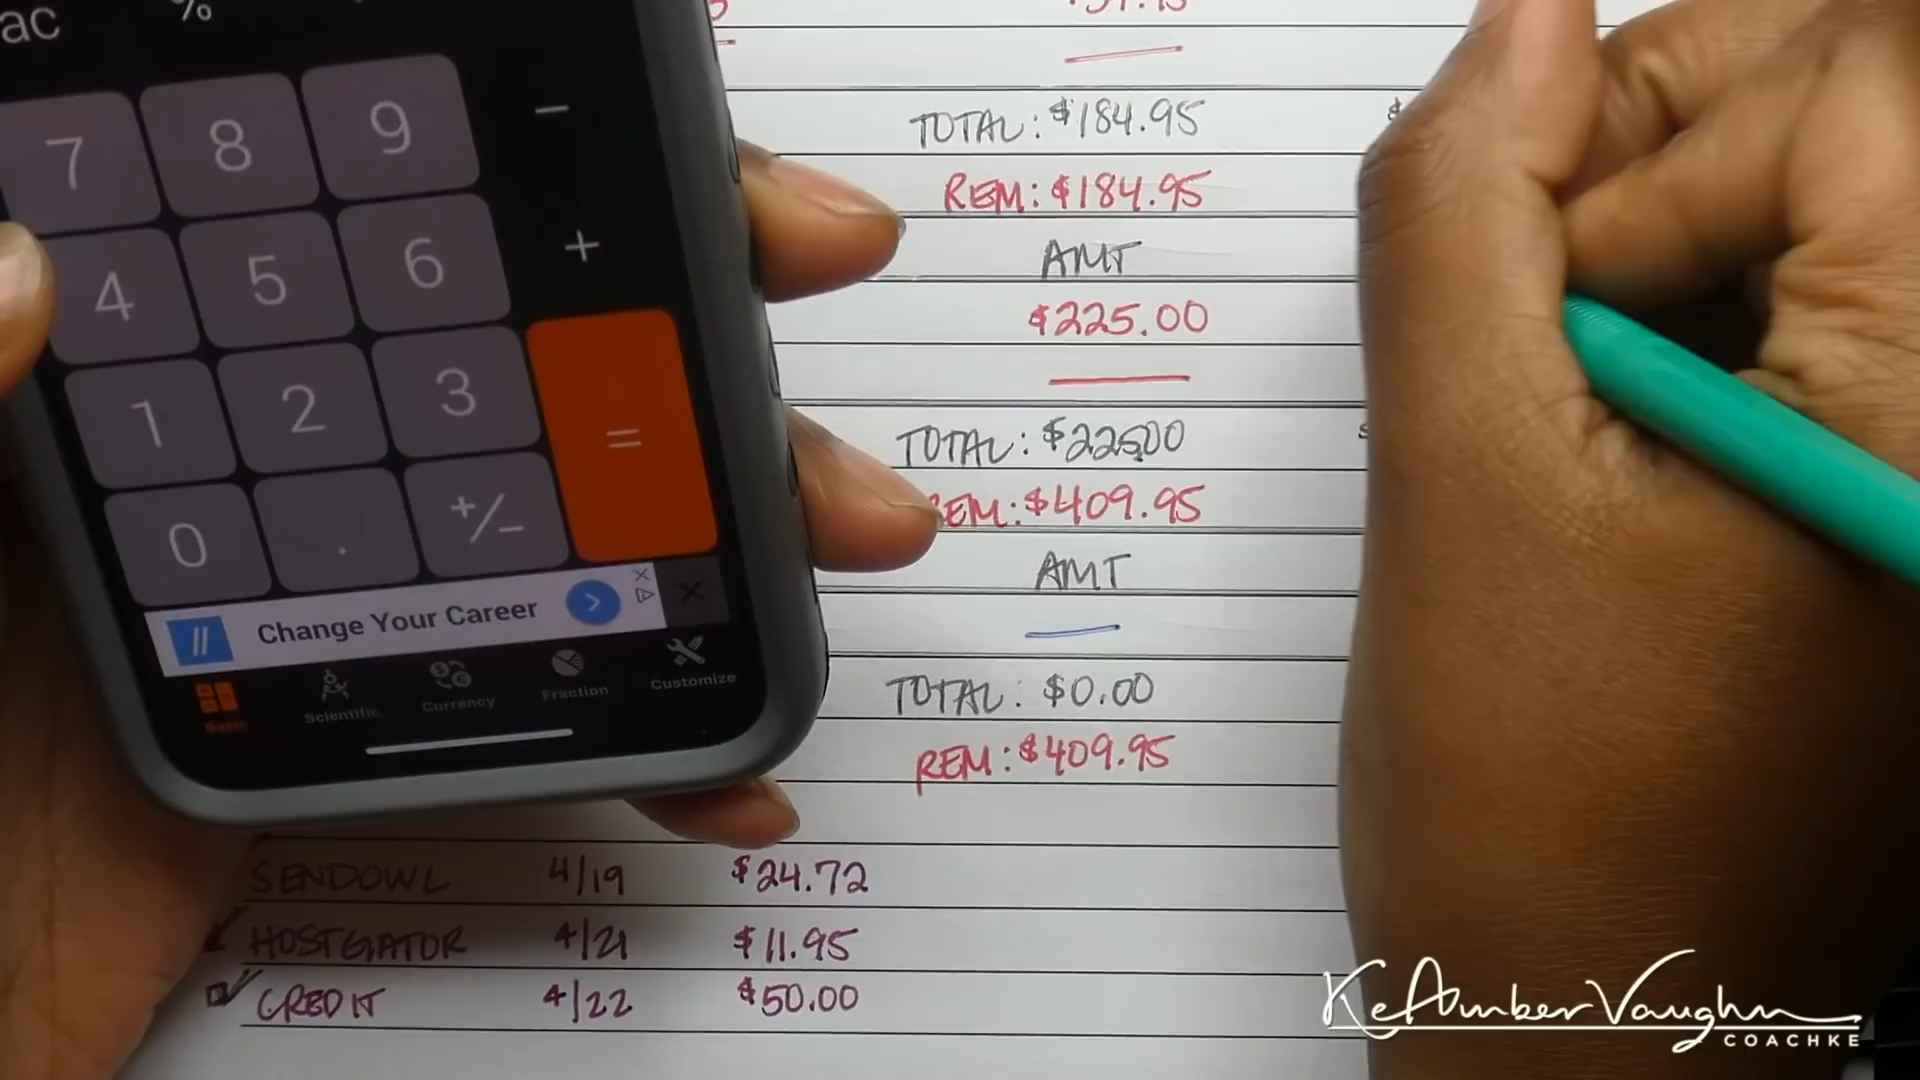 ac %
7 8 9 −
4 5 6 +
1 2 3 =
0 . +/-
Change Your Career
Basic Scientific Currency Fraction Customize
TOTAL: $184.95
REM: $184.95
AMT
$225.00
TOTAL: $225.00
REM: $409.95
AMT
TOTAL: $0.00
REM: $409.95
SENDOWL 4/19 $24.72
HOSTGATOR 4/21 $11.95
CREDIT 4/22 $50.00
KeAmber Vaughn
COACHKE